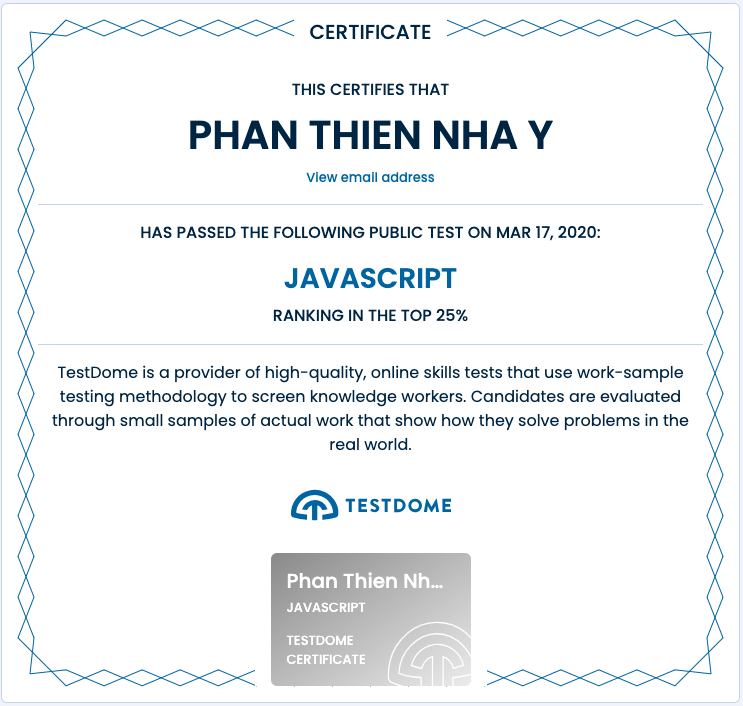 CERTIFICATE
THIS CERTIFIES THAT
PHAN THIEN NHA Y
View email address
HAS PASSED THE FOLLOWING PUBLIC TEST ON MAR 17, 2020:
JAVASCRIPT
RANKING IN THE TOP 25%
TestDome is a provider of high-quality, online skills tests that use work-sample
testing methodology to screen knowledge workers. Candidates are evaluated
through small samples of actual work that show how they solve problems in the
real world.
TESTDOME
Phan Thien Nh...
JAVASCRIPT
TESTDOME
CERTIFICATE